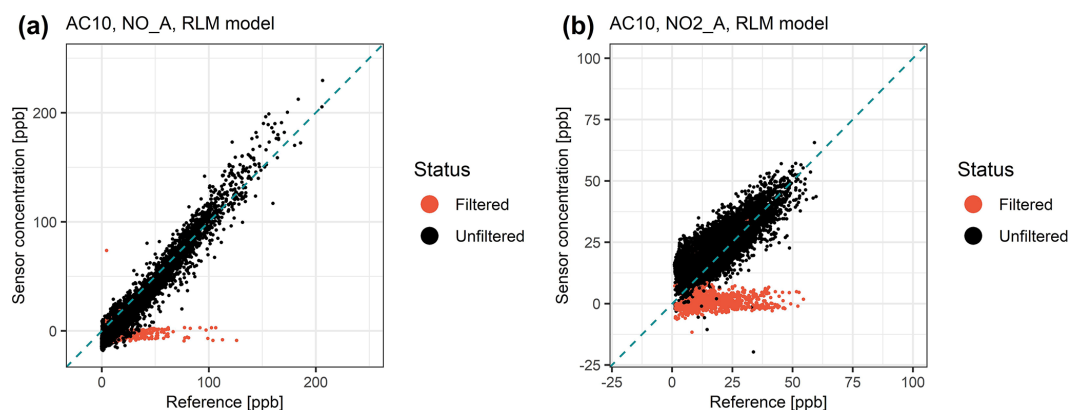 (a) AC10, NO_A, RLM model
Sensor concentration [ppb]
200
100
0
0 100 200
Reference [ppb]
Status
Filtered
Unfiltered
(b) AC10, NO2_A, RLM model
Sensor concentration [ppb]
100
75
50
25
0
-25
-25 0 25 50 75 100
Reference [ppb]
Status
Filtered
Unfiltered